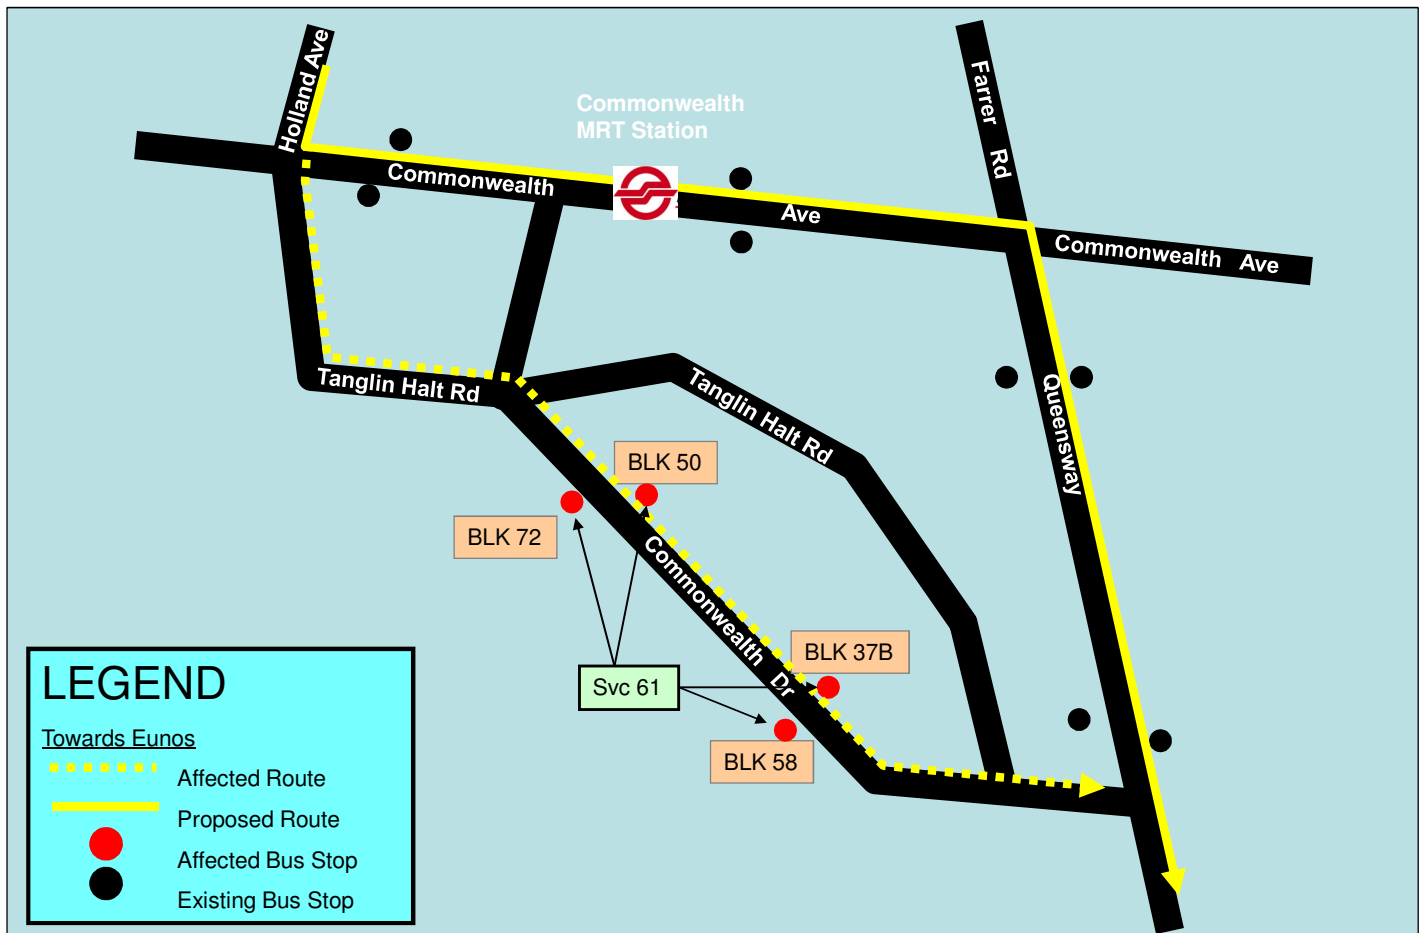 Holland Ave
Farrer Rd
Commonwealth
MRT Station
Commonwealth Ave
Commonwealth Ave
Tanglin Halt Rd
Tanglin Halt Rd
Queensway
BLK 50
BLK 72
Commonwealth Dr
BLK 37B
Svc 61
BLK 58
LEGEND
Towards Eunos
Affected Route
Proposed Route
Affected Bus Stop
Existing Bus Stop